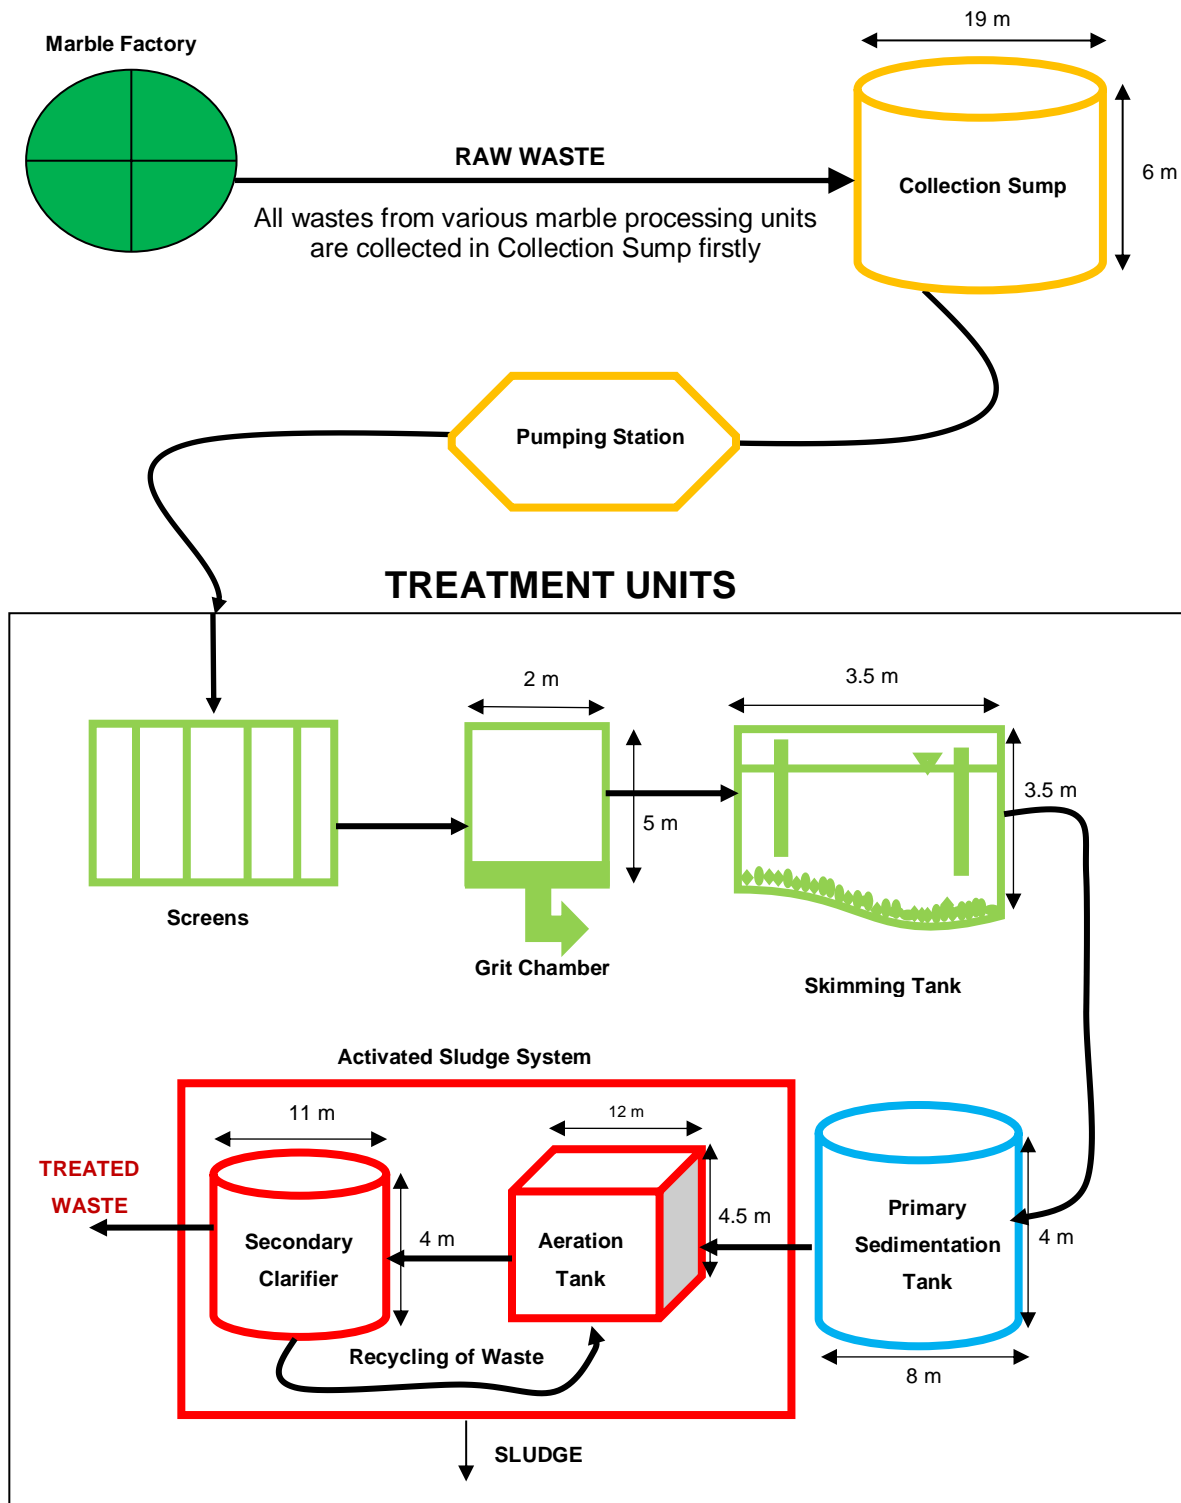 19 m
Marble Factory
RAW WASTE
Collection Sump
6 m
All wastes from various marble processing units
are collected in Collection Sump firstly
Pumping Station
TREATMENT UNITS
2 m
3.5 m
3.5 m
5 m
Screens
Grit Chamber
Skimming Tank
Activated Sludge System
11 m
12 m
TREATED
WASTE
4.5 m
Primary
Sedimentation
Tank
4 m
Secondary
Clarifier
4 m
Aeration
Tank
Recycling of Waste
8 m
SLUDGE